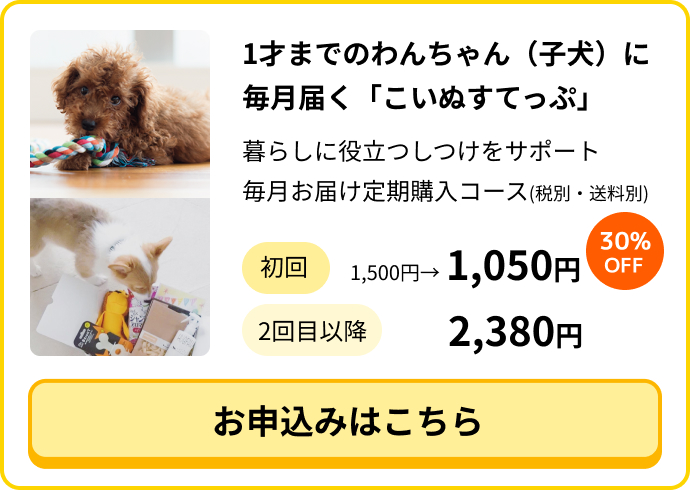 1才までのわんちゃん（子犬）に
毎月届く「こいぬすてっぷ」
暮らしに役立つしつけをサポート
毎月お届け定期購入コース(税別・送料別)
初回 1,500円→ 1,050円 30% OFF
2回目以降 2,380円
お申込みはこちら